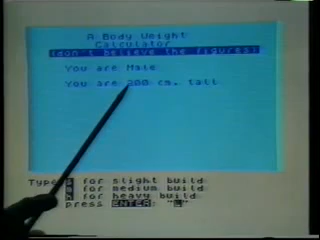 A Body Weight
Calculator
(don't believe the figures)
You are Male
You are 200 cm. tall
Type s for slight build:
m for medium build:
h for heavy build:
press ENTER: "L"